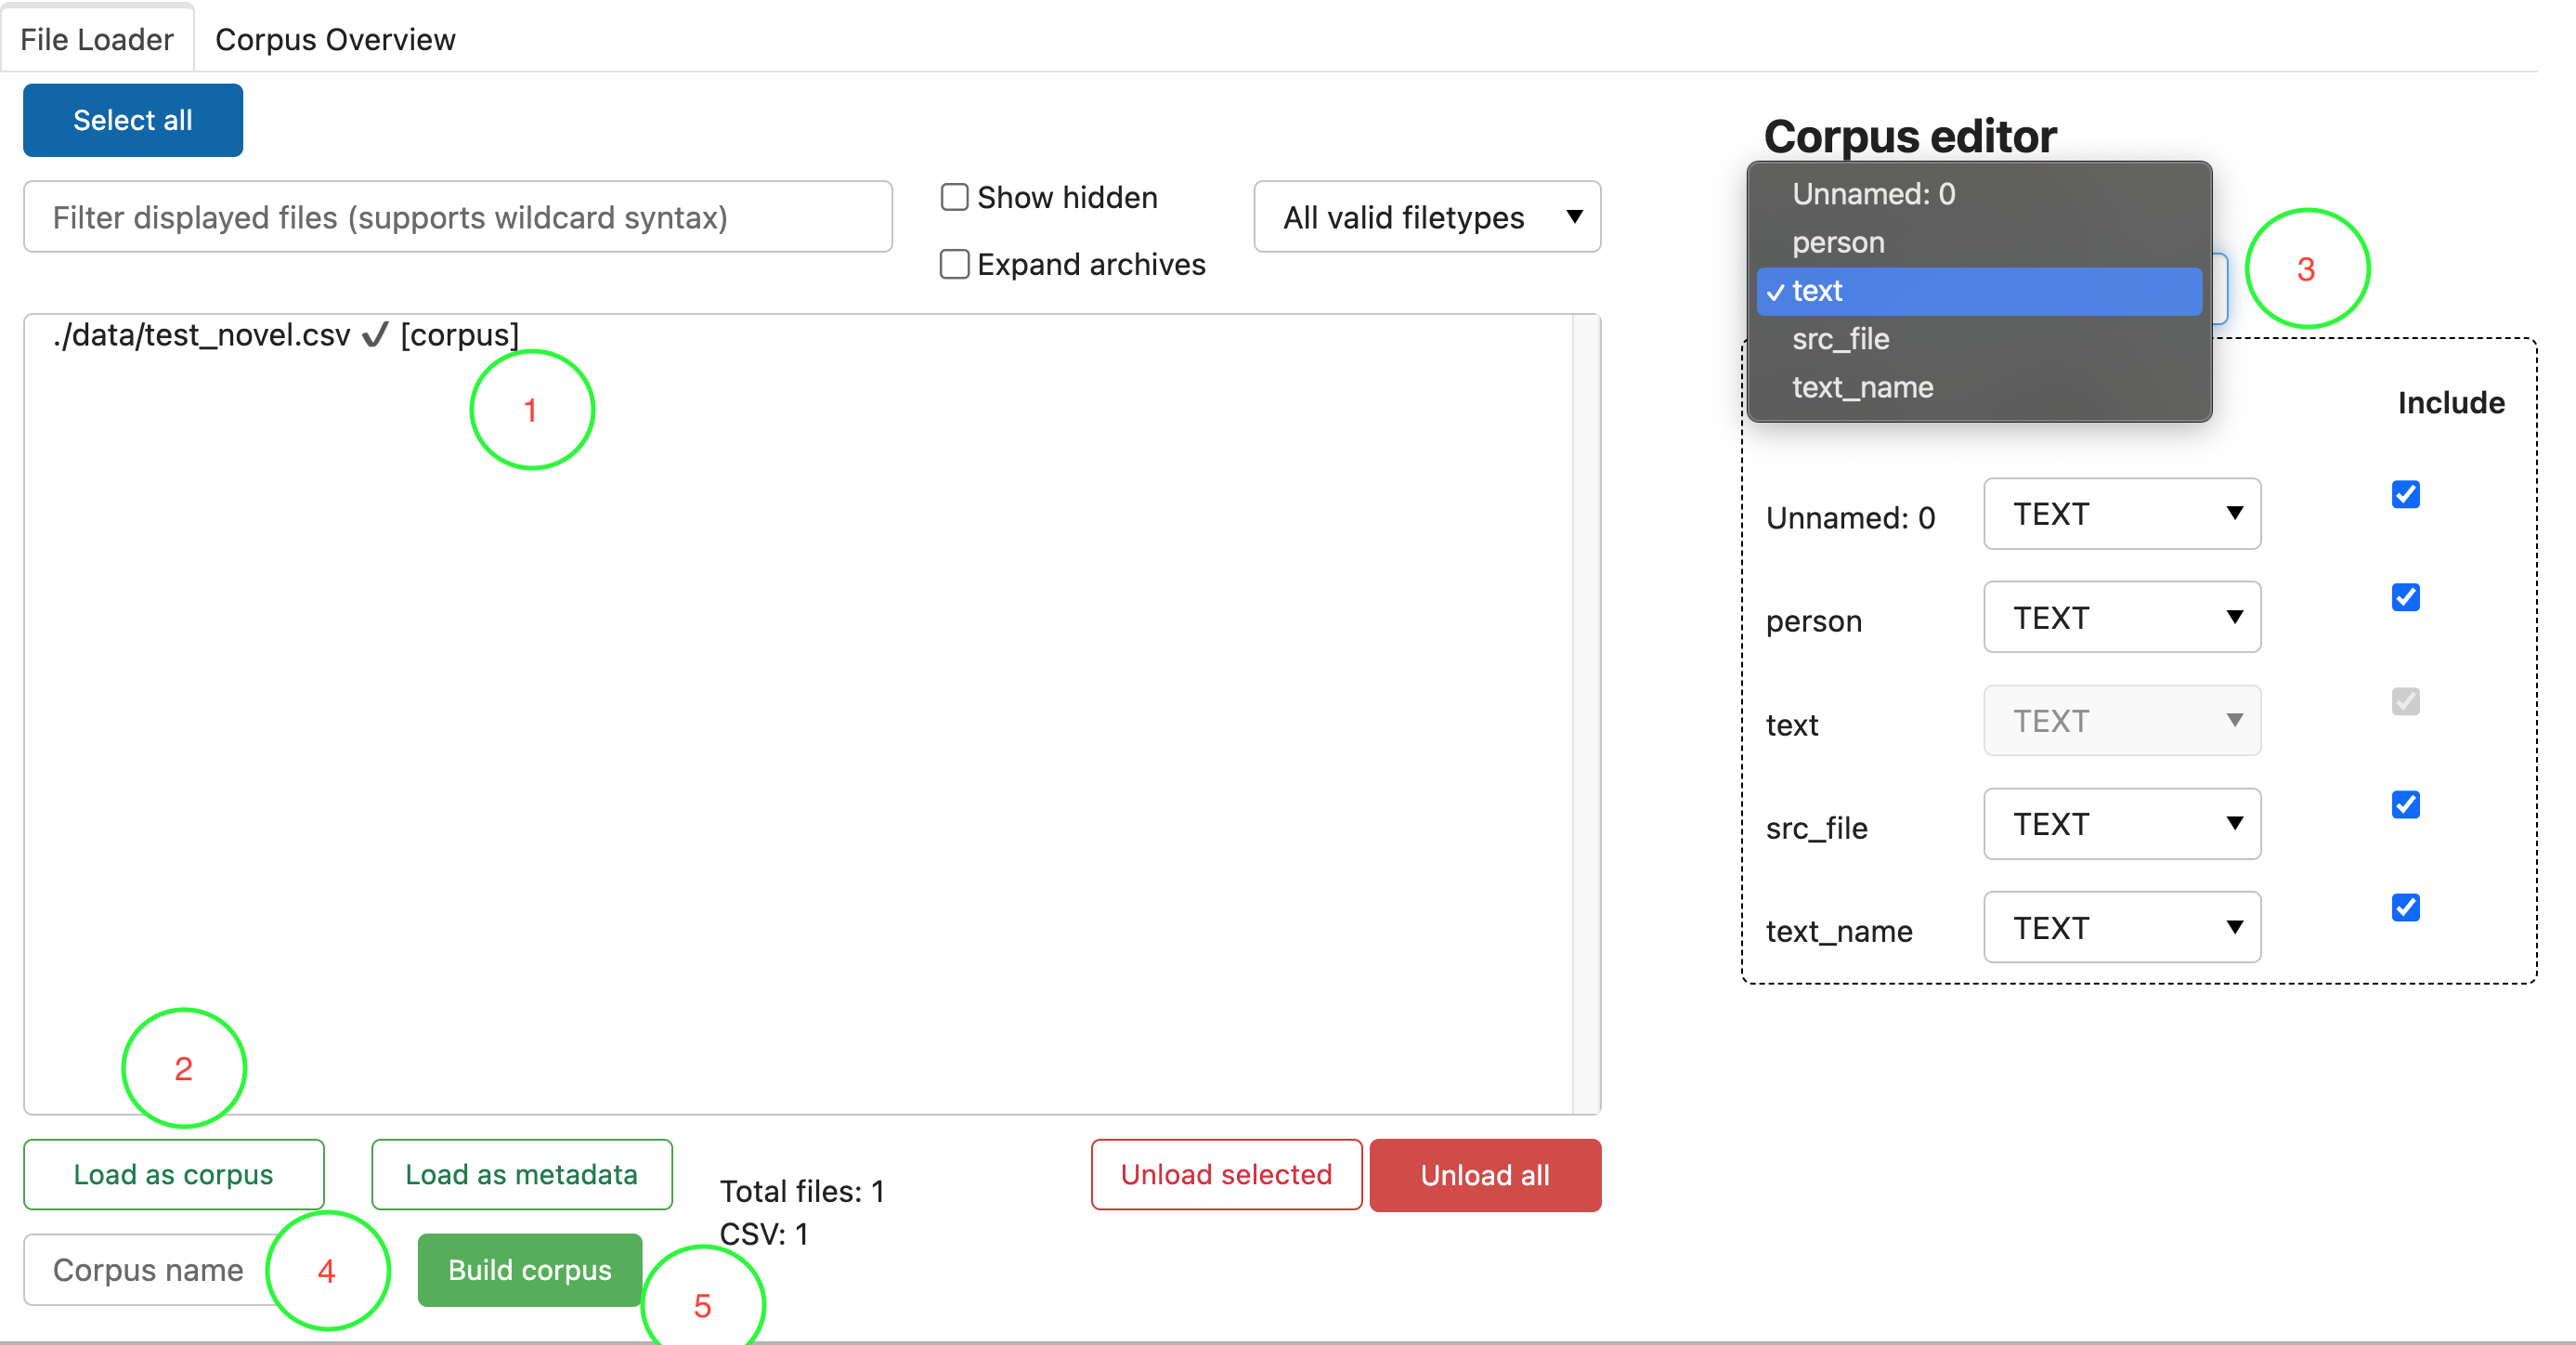 File Loader Corpus Overview
Select all
Filter displayed files (supports wildcard syntax)
Show hidden
Expand archives
All valid filetypes
./data/test_novel.csv ✓ [corpus]
1
2
Load as corpus Load as metadata
Total files: 1
CSV: 1
Unload selected Unload all
Corpus name 4 Build corpus 5
Corpus editor
Unnamed: 0
person
✓ text
src_file
text_name
3
Include
Unnamed: 0 TEXT
person TEXT
text TEXT
src_file TEXT
text_name TEXT